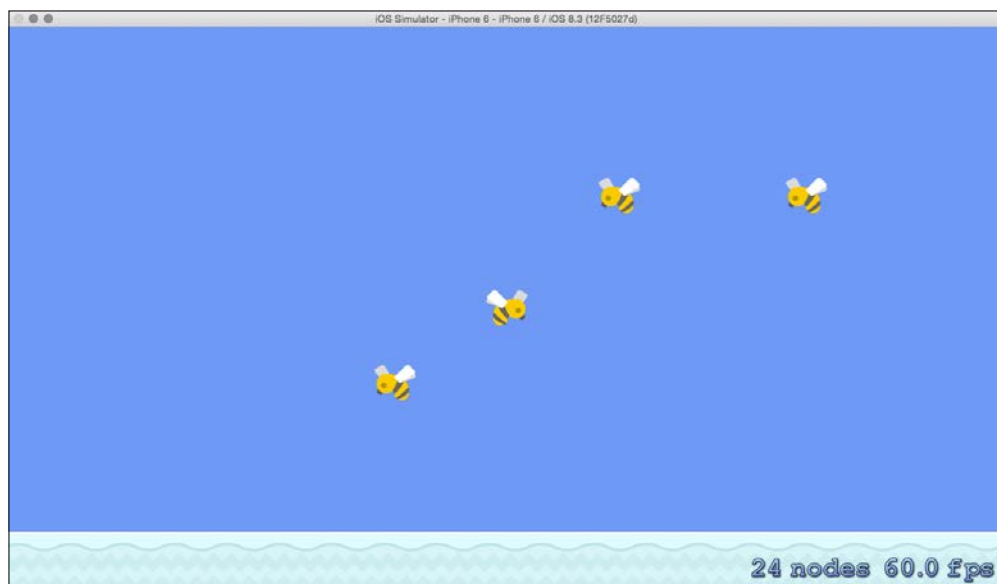 iOS Simulator - iPhone 6 - iPhone 6 / iOS 8.3 (12F5027d)
24 nodes 60.0 fps